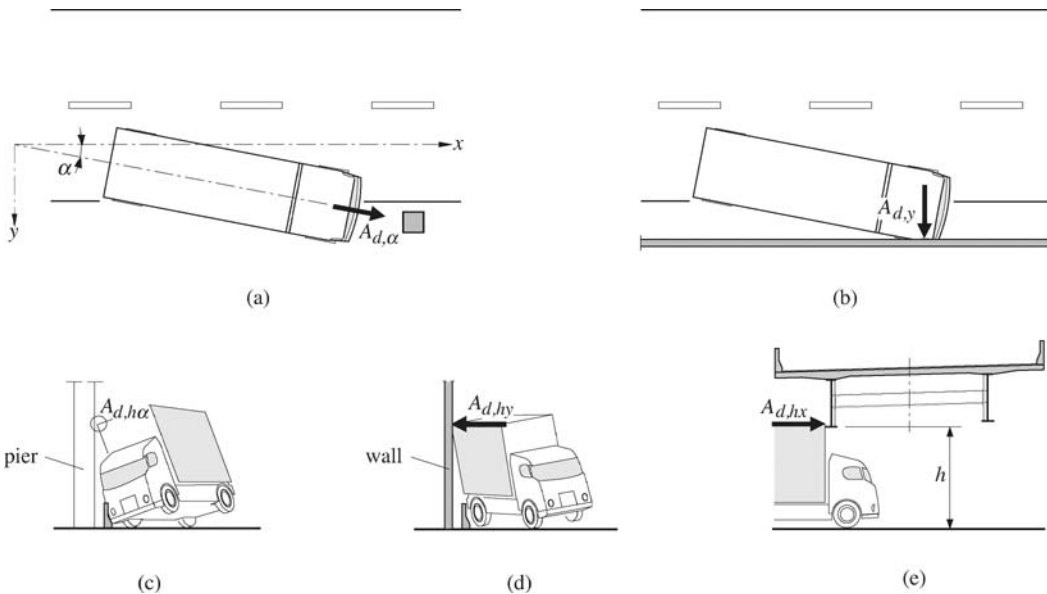 x
α
y
A_{d,α}
(a)
A_{d,y}
(b)
A_{d,hα}
pier
(c)
A_{d,hy}
wall
(d)
A_{d,hx}
h
(e)